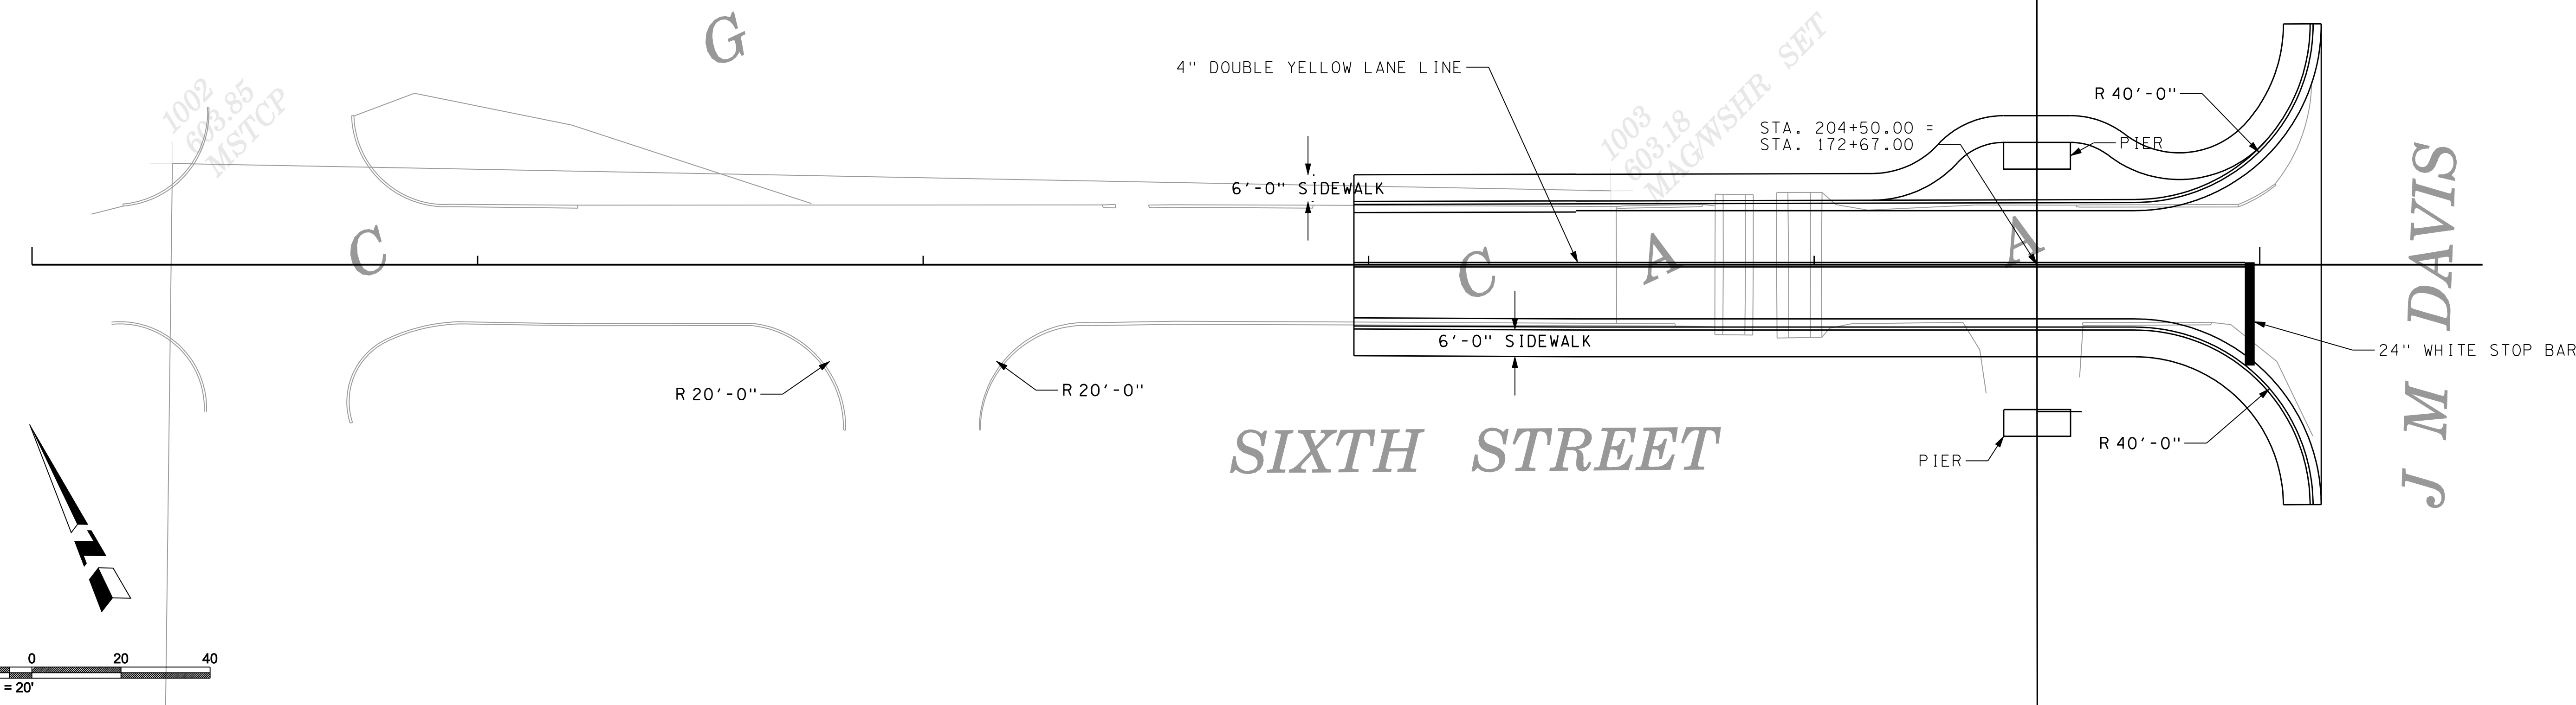 G
1002
603.85
MSTCP
4" DOUBLE YELLOW LANE LINE
1003
603.18
MAG/WSHR SET
R 40'-0"
STA. 204+50.00 =
STA. 172+67.00
PIER
6'-0" SIDEWALK
C
C
A
A
J M DAVIS
6'-0" SIDEWALK
24" WHITE STOP BAR
R 20'-0"
R 20'-0"
SIXTH STREET
R 40'-0"
PIER
N
0 20 40
= 20'